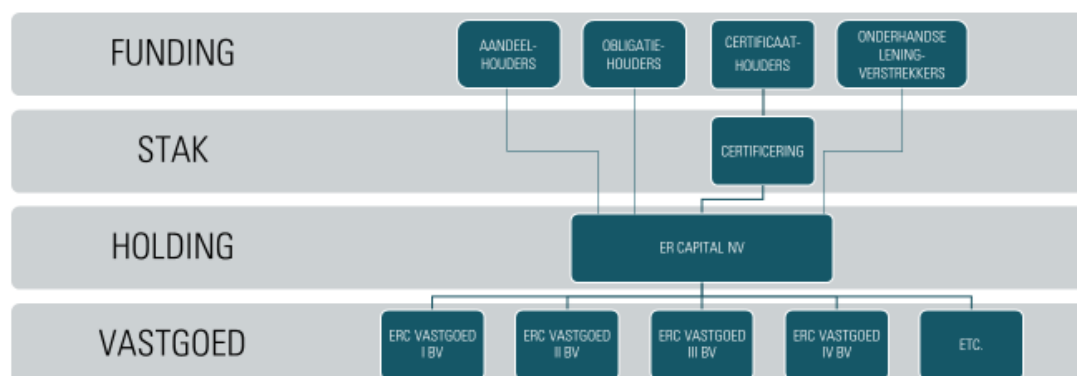 FUNDING
AANDEEL-
HOUDERS
OBLIGATIE-
HOUDERS
CERTIFICAAT-
HOUDERS
ONDERHANDSE
LENING-
VERSTREKKERS
STAK
CERTIFICERING
HOLDING
ER CAPITAL NV
VASTGOED
ERC VASTGOED
I BV
ERC VASTGOED
II BV
ERC VASTGOED
III BV
ERC VASTGOED
IV BV
ETC.